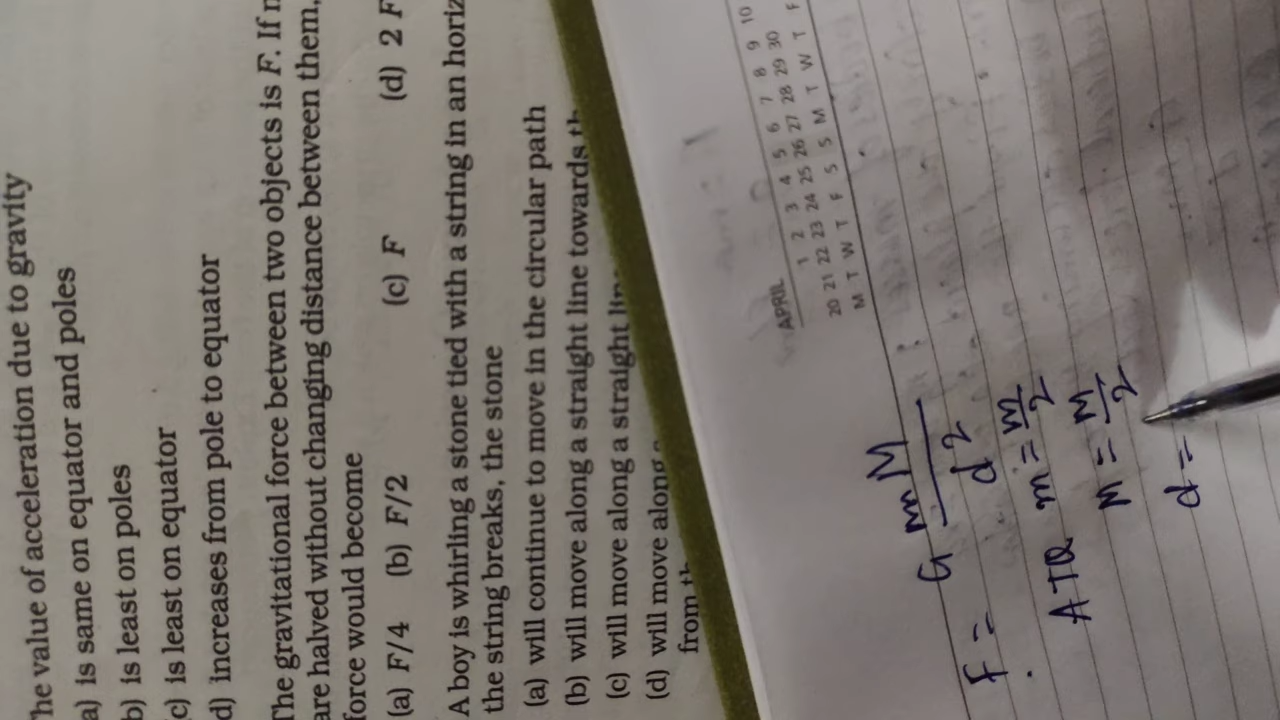 The value of acceleration due to gravity
a) is same on equator and poles
b) is least on poles
c) is least on equator
d) increases from pole to equator
The gravitational force between two objects is F. If
are halved without changing distance between them,
force would become
(a) F/4 (b) F/2 (c) F (d) 2 F
A boy is whirling a stone tied with a string in an horiz
the string breaks, the stone
(a) will continue to move in the circular path
(b) will move along a straight line towards th
(c) will move along a straight line
(d) will move along
from th
APRIL
1 2 3 4 5 6 7 8 9 10
20 21 22 23 24 25 26 27 28 29 30
M T W T F S S M T W T F
F = G mM
d2
ATQ m = m
2
M = M
2
d =